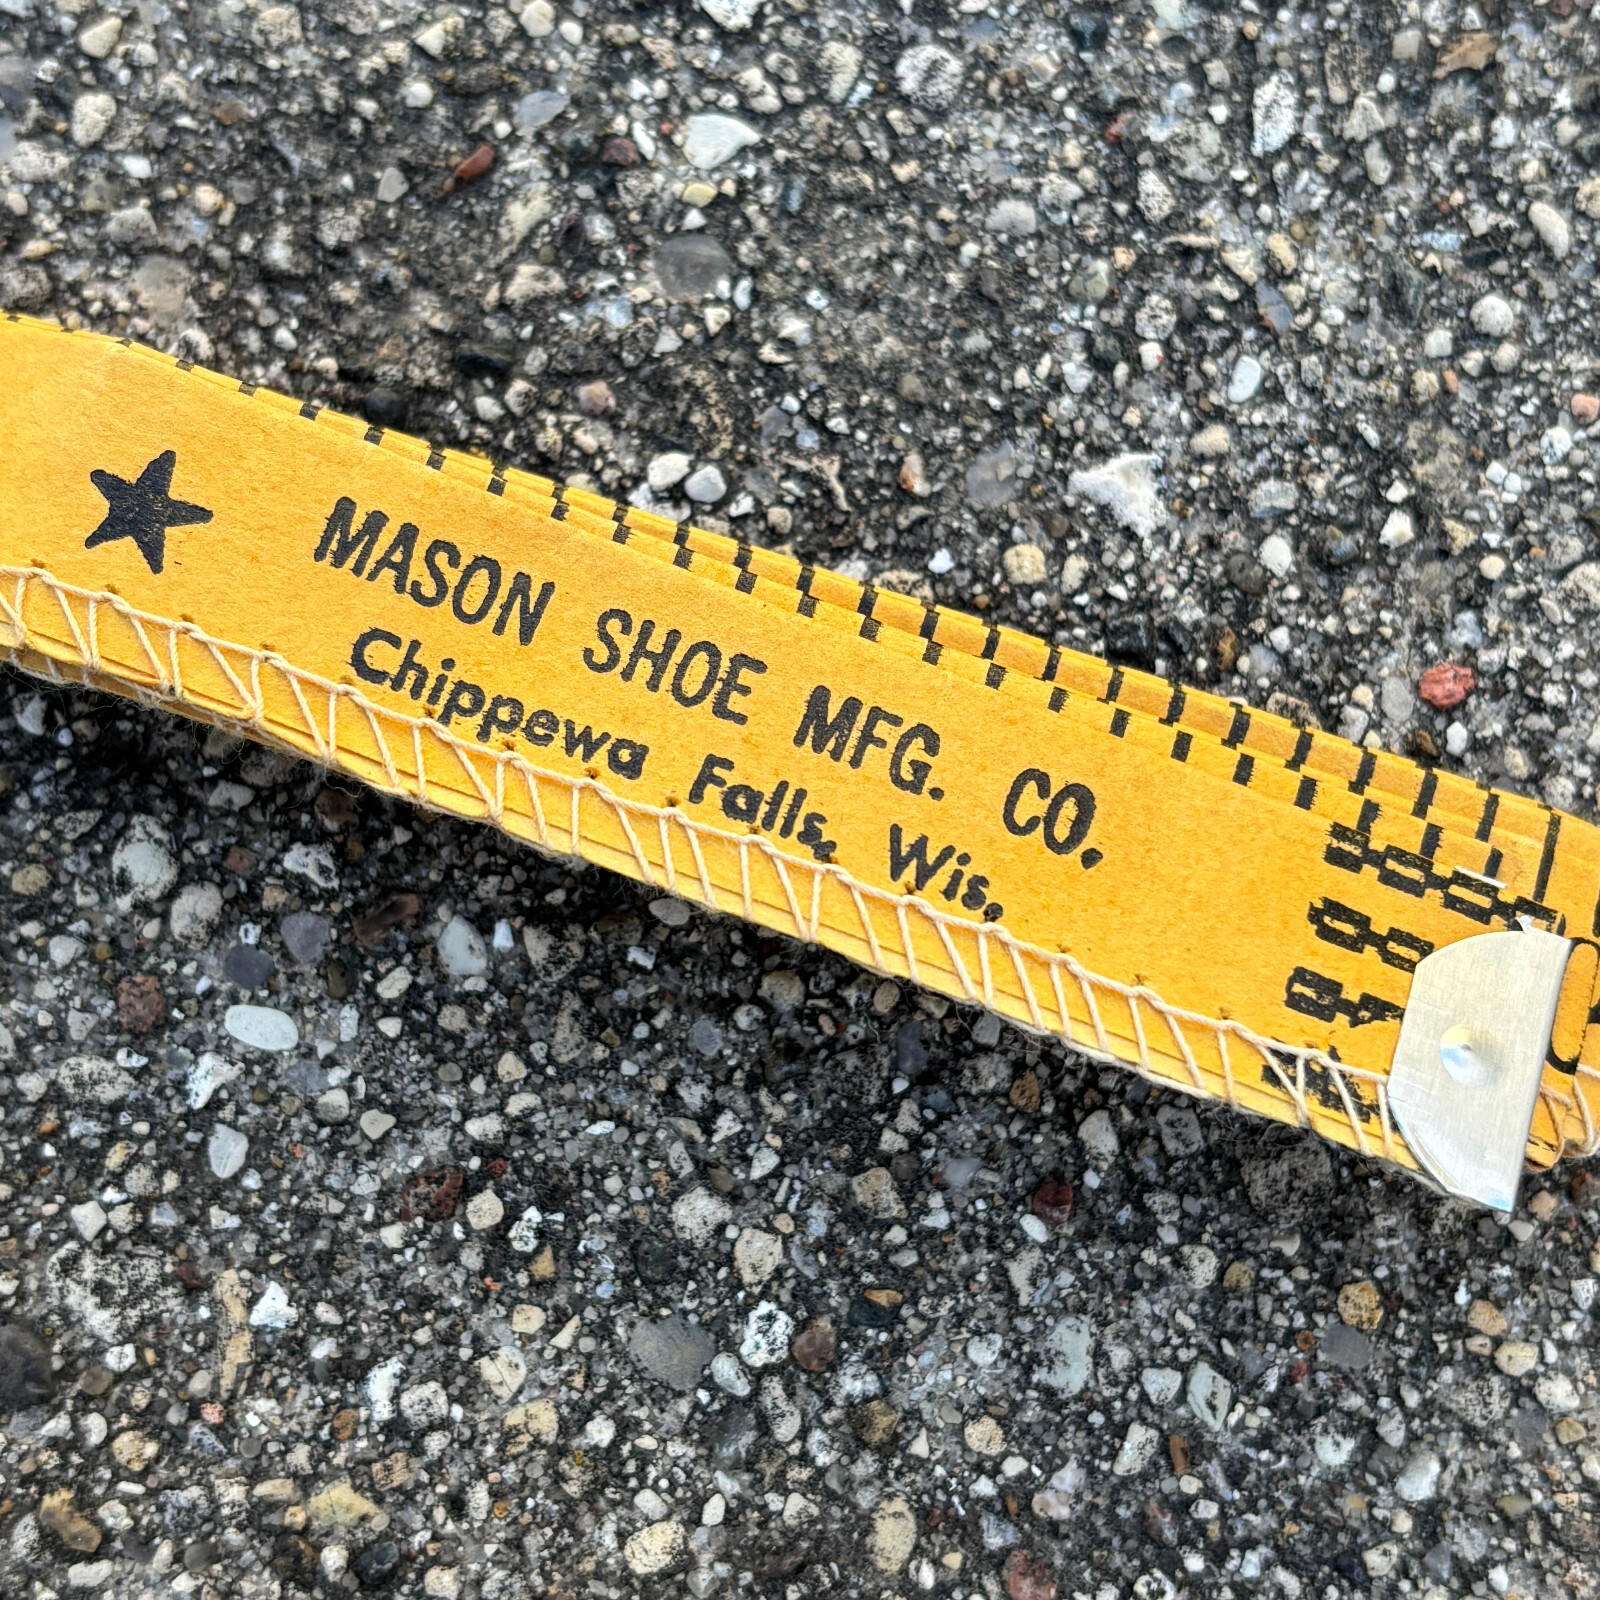 MASON SHOE MFG. CO.
Chippewa Falls, Wis.